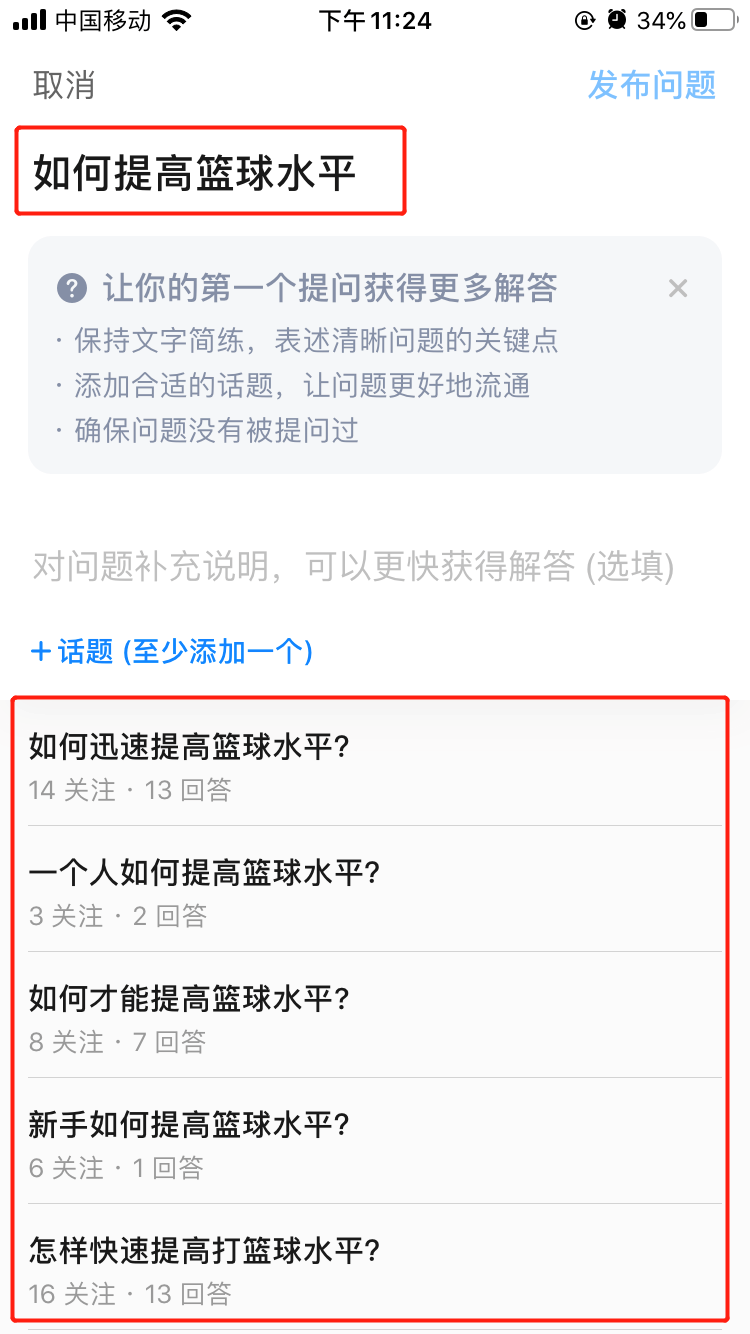 中国移动 下午11:24 34%
取消 发布问题
如何提高篮球水平
? 让你的第一个提问获得更多解答 ×
· 保持文字简练，表述清晰问题的关键点
· 添加合适的话题，让问题更好地流通
· 确保问题没有被提问过
对问题补充说明，可以更快获得解答 (选填)
+ 话题 (至少添加一个)
如何迅速提高篮球水平?
14 关注 · 13 回答
一个人如何提高篮球水平?
3 关注 · 2 回答
如何才能提高篮球水平?
8 关注 · 7 回答
新手如何提高篮球水平?
6 关注 · 1 回答
怎样快速提高打篮球水平?
16 关注 · 13 回答